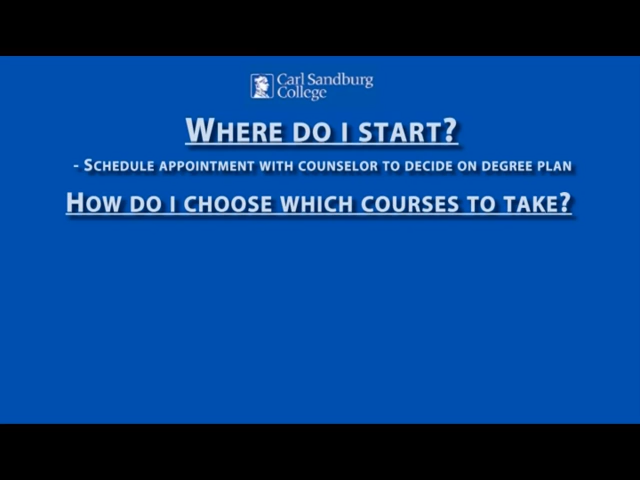 Carl Sandburg
College
Where do i start?
- Schedule appointment with counselor to decide on degree plan
How do i choose which courses to take?